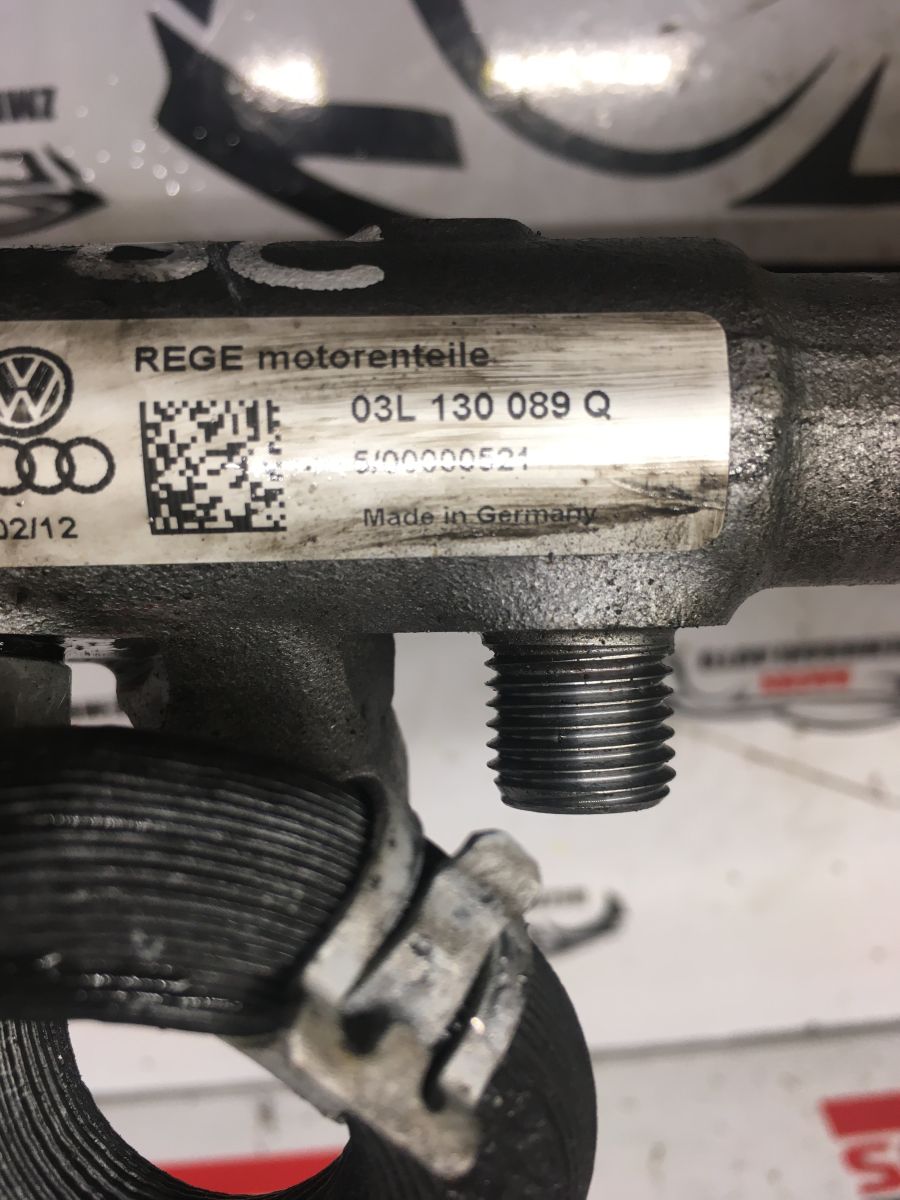 REGE motorenteile
03L 130 089 Q
5/00000521
02/12
Made in Germany